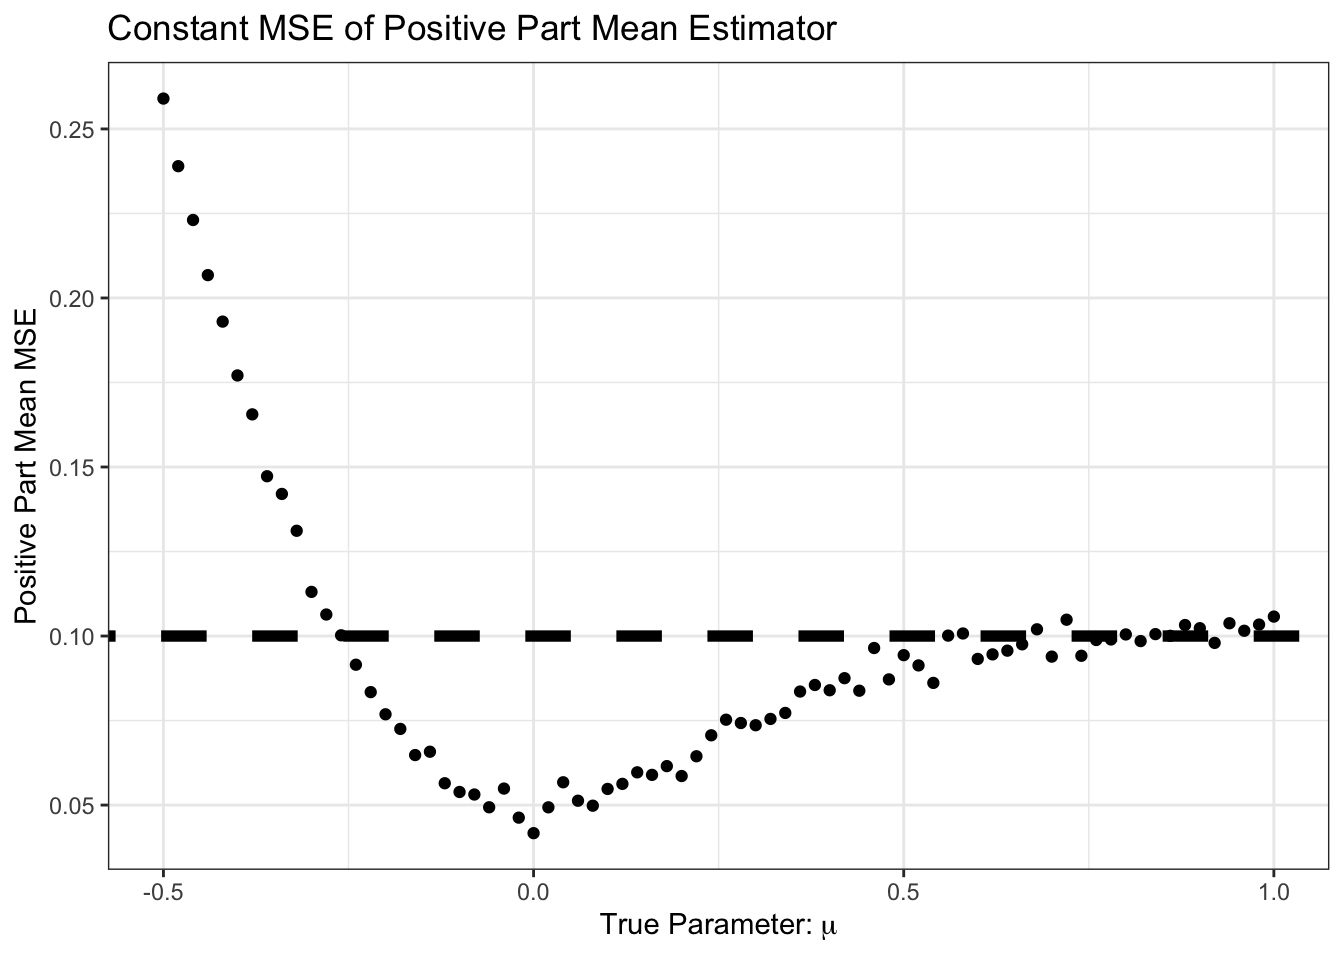 Constant MSE of Positive Part Mean Estimator
Positive Part Mean MSE
0.25
0.20
0.15
0.10
0.05
-0.5 0.0 0.5 1.0
True Parameter: μ